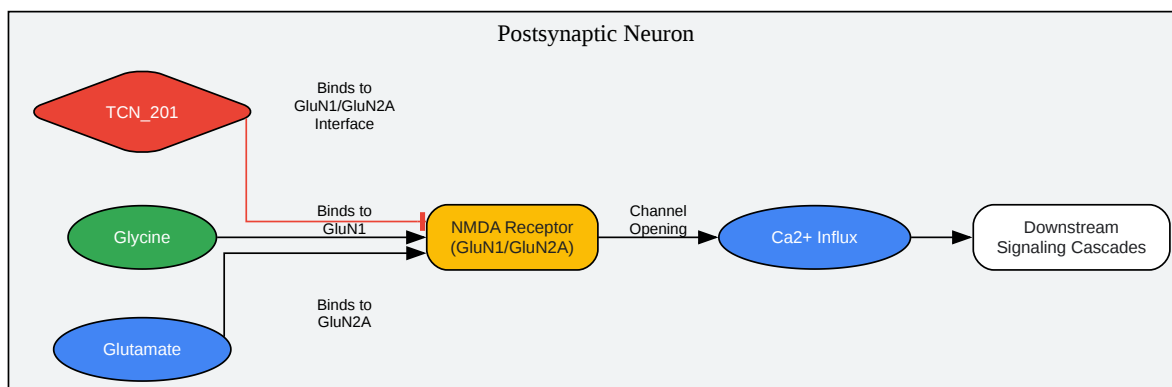 Postsynaptic Neuron
TCN_201
Binds to
GluN1/GluN2A
Interface
Glycine
Binds to
GluN1
NMDA Receptor
(GluN1/GluN2A)
Channel
Opening
Ca2+ Influx
Downstream
Signaling Cascades
Binds to
GluN2A
Glutamate